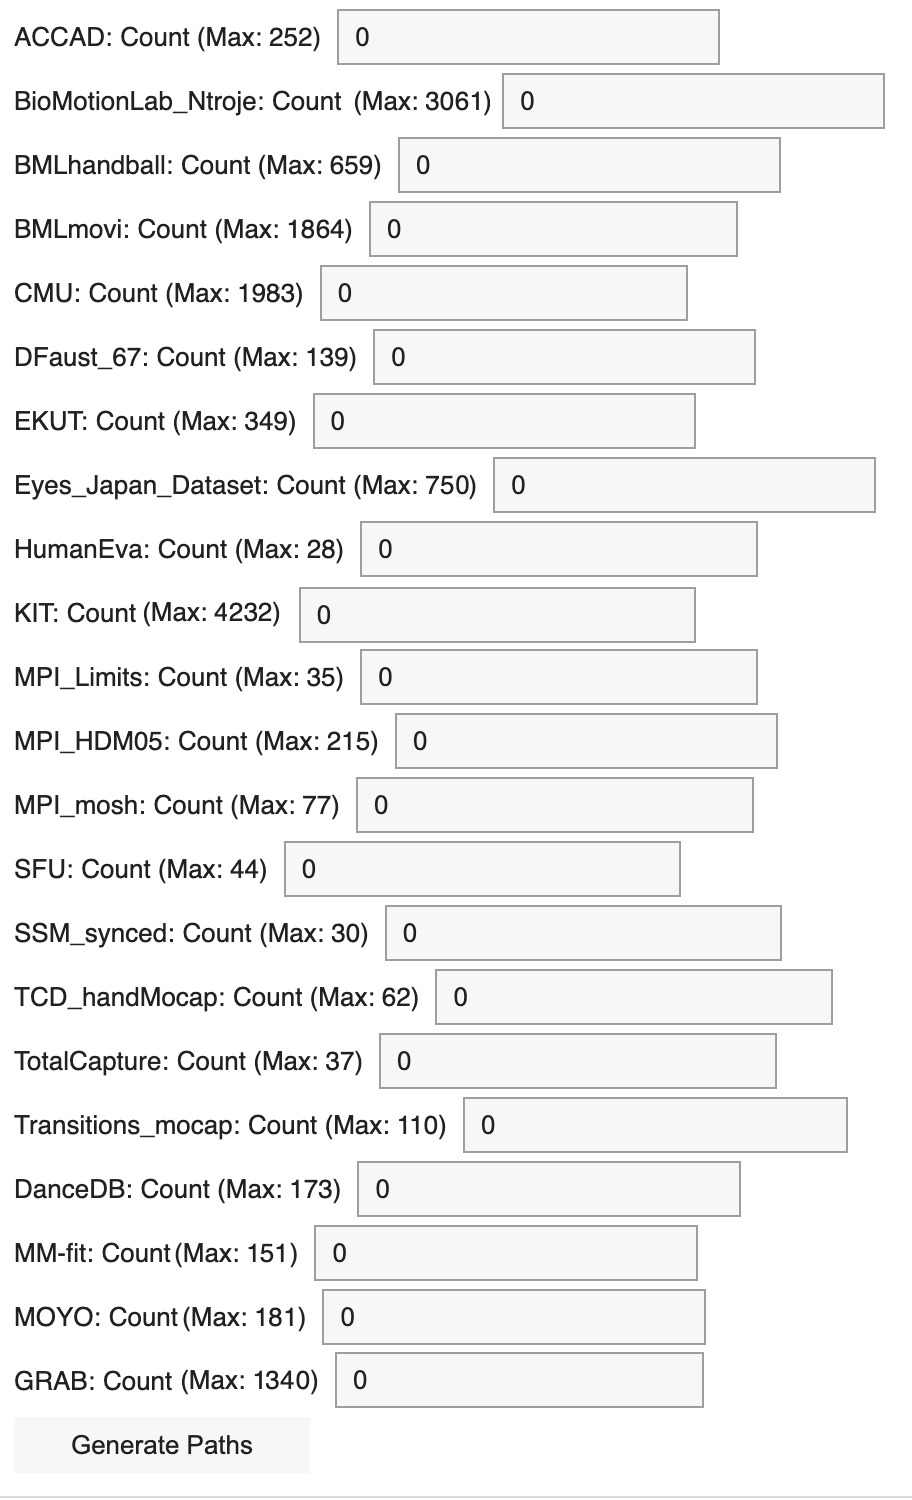 ACCAD: Count (Max: 252) 0
BioMotionLab_Ntroje: Count (Max: 3061) 0
BMLhandball: Count (Max: 659) 0
BMLmovi: Count (Max: 1864) 0
CMU: Count (Max: 1983) 0
DFaust_67: Count (Max: 139) 0
EKUT: Count (Max: 349) 0
Eyes_Japan_Dataset: Count (Max: 750) 0
HumanEva: Count (Max: 28) 0
KIT: Count (Max: 4232) 0
MPI_Limits: Count (Max: 35) 0
MPI_HDM05: Count (Max: 215) 0
MPI_mosh: Count (Max: 77) 0
SFU: Count (Max: 44) 0
SSM_synced: Count (Max: 30) 0
TCD_handMocap: Count (Max: 62) 0
TotalCapture: Count (Max: 37) 0
Transitions_mocap: Count (Max: 110) 0
DanceDB: Count (Max: 173) 0
MM-fit: Count (Max: 151) 0
MOYO: Count (Max: 181) 0
GRAB: Count (Max: 1340) 0
Generate Paths